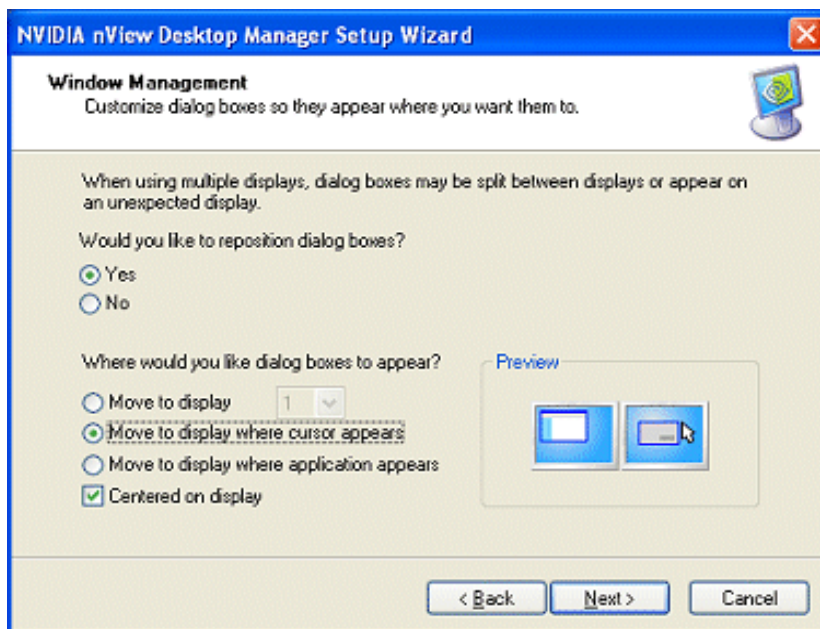 NVIDIA nView Desktop Manager Setup Wizard
Window Management
Customize dialog boxes so they appear where you want them to.
When using multiple displays, dialog boxes may be split between displays or appear on
an unexpected display.
Would you like to reposition dialog boxes?
Yes
No
Where would you like dialog boxes to appear?
Preview
Move to display 1
Move to display where cursor appears
Move to display where application appears
Centered on display
< Back Next > Cancel